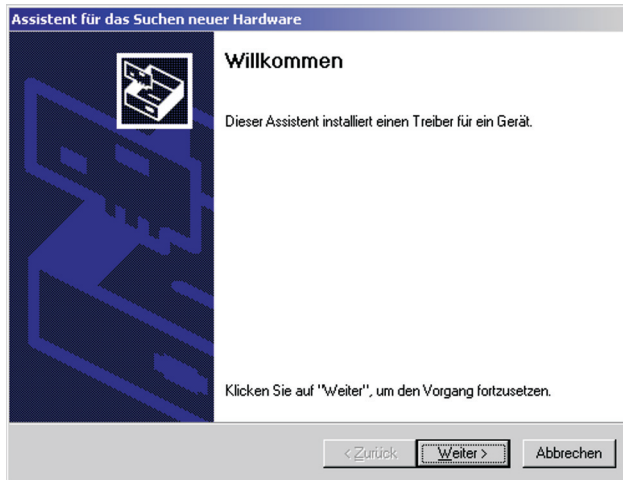 Assistent für das Suchen neuer Hardware
Willkommen
Dieser Assistent installiert einen Treiber für ein Gerät.
Klicken Sie auf "Weiter", um den Vorgang fortzusetzen.
< Zurück
Weiter >
Abbrechen